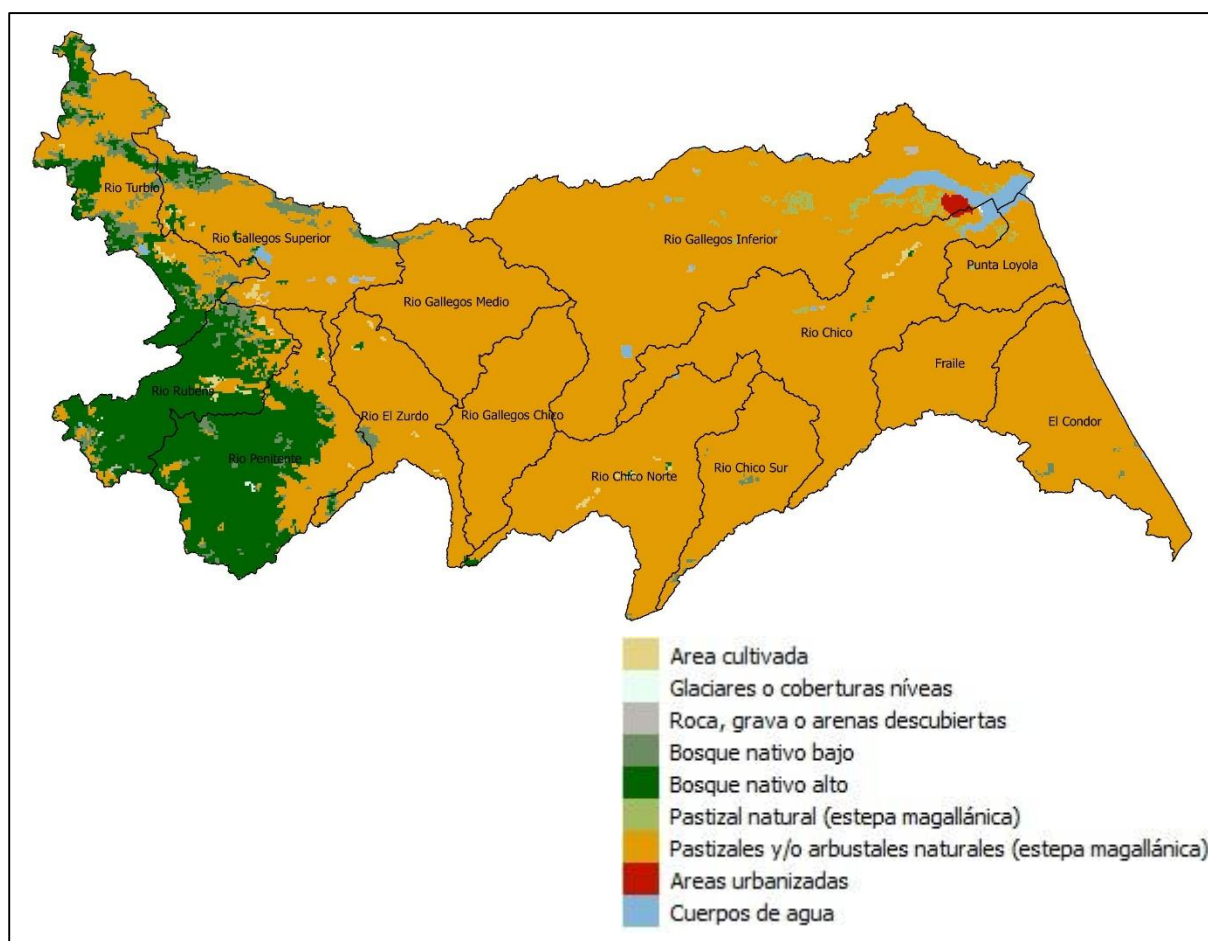 Rio Turbio
Rio Gallegos Superior
Rio Gallegos Inferior
Punta Loyola
Rio Gallegos Medio
Rio Chico
Fraile
Rio Rubens
Rio El Zurdo
Rio Gallegos Chico
El Condor
Rio Penitente
Rio Chico Norte
Rio Chico Sur
Area cultivada
Glaciares o coberturas níveas
Roca, grava o arenas descubiertas
Bosque nativo bajo
Bosque nativo alto
Pastizal natural (estepa magallánica)
Pastizales y/o arbustales naturales (estepa magallánica)
Areas urbanizadas
Cuerpos de agua